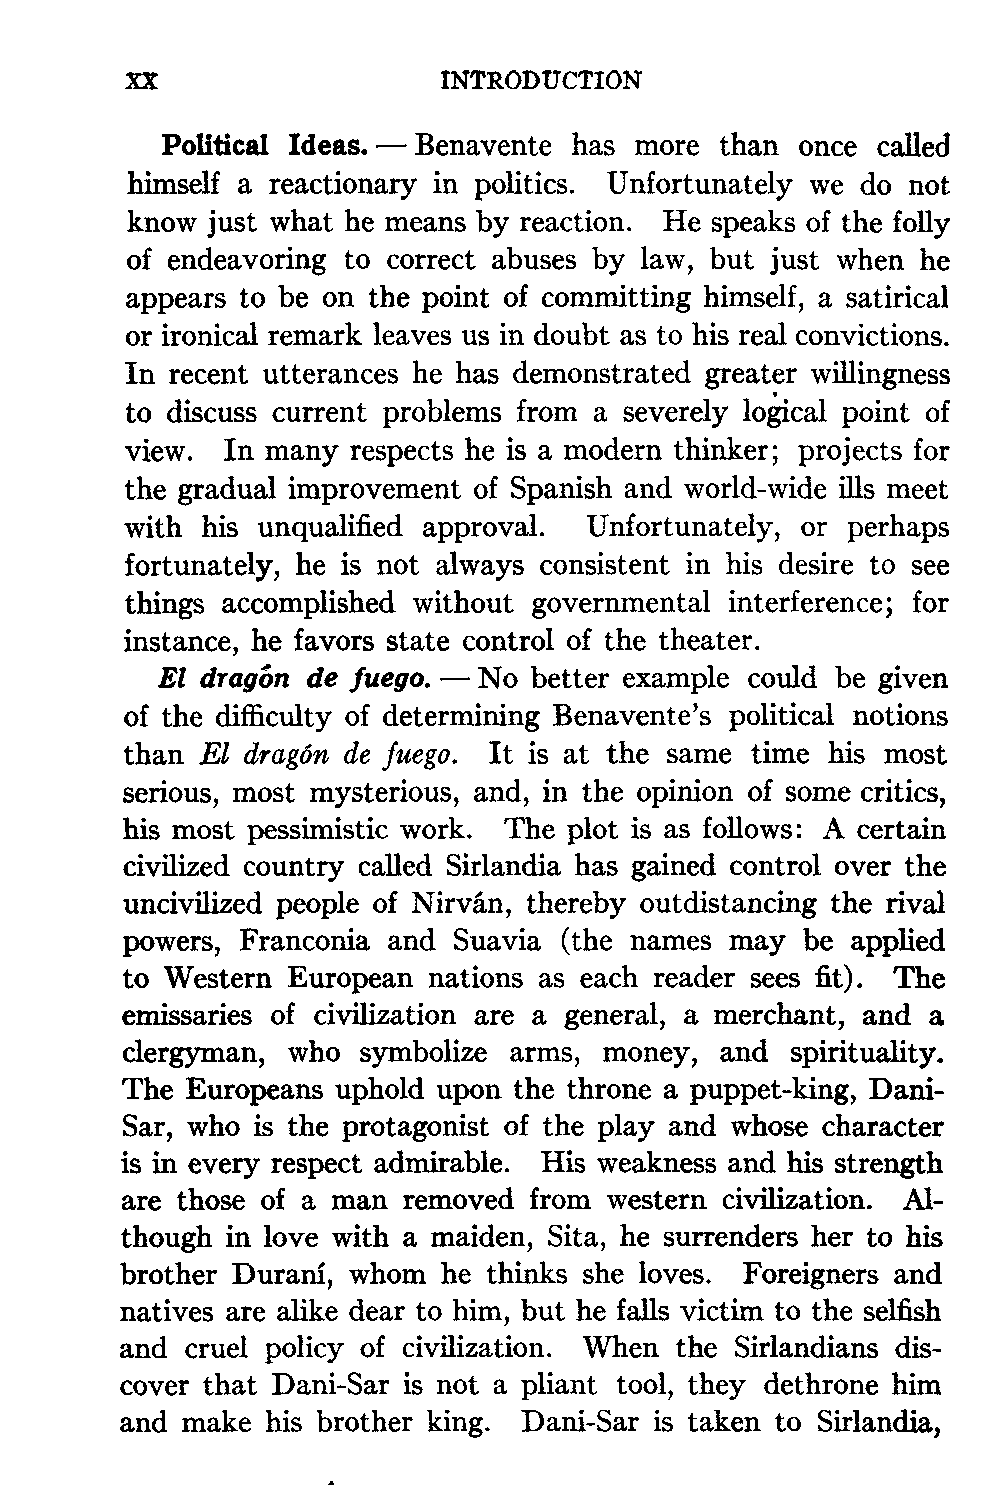 xx INTRODUCTION
Political Ideas. — Benavente has more than once called
himself a reactionary in politics. Unfortunately we do not
know just what he means by reaction. He speaks of the folly
of endeavoring to correct abuses by law, but just when he
appears to be on the point of committing himself, a satirical
or ironical remark leaves us in doubt as to his real convictions.
In recent utterances he has demonstrated greater willingness
to discuss current problems from a severely logical point of
view. In many respects he is a modern thinker; projects for
the gradual improvement of Spanish and world-wide ills meet
with his unqualified approval. Unfortunately, or perhaps
fortunately, he is not always consistent in his desire to see
things accomplished without governmental interference; for
instance, he favors state control of the theater.
El dragón de fuego. — No better example could be given
of the difficulty of determining Benavente's political notions
than El dragón de fuego. It is at the same time his most
serious, most mysterious, and, in the opinion of some critics,
his most pessimistic work. The plot is as follows: A certain
civilized country called Sirlandia has gained control over the
uncivilized people of Nirván, thereby outdistancing the rival
powers, Franconia and Suavia (the names may be applied
to Western European nations as each reader sees fit). The
emissaries of civilization are a general, a merchant, and a
clergyman, who symbolize arms, money, and spirituality.
The Europeans uphold upon the throne a puppet-king, Dani-
Sar, who is the protagonist of the play and whose character
is in every respect admirable. His weakness and his strength
are those of a man removed from western civilization. Al-
though in love with a maiden, Sita, he surrenders her to his
brother Duraní, whom he thinks she loves. Foreigners and
natives are alike dear to him, but he falls victim to the selfish
and cruel policy of civilization. When the Sirlandians dis-
cover that Dani-Sar is not a pliant tool, they dethrone him
and make his brother king. Dani-Sar is taken to Sirlandia,